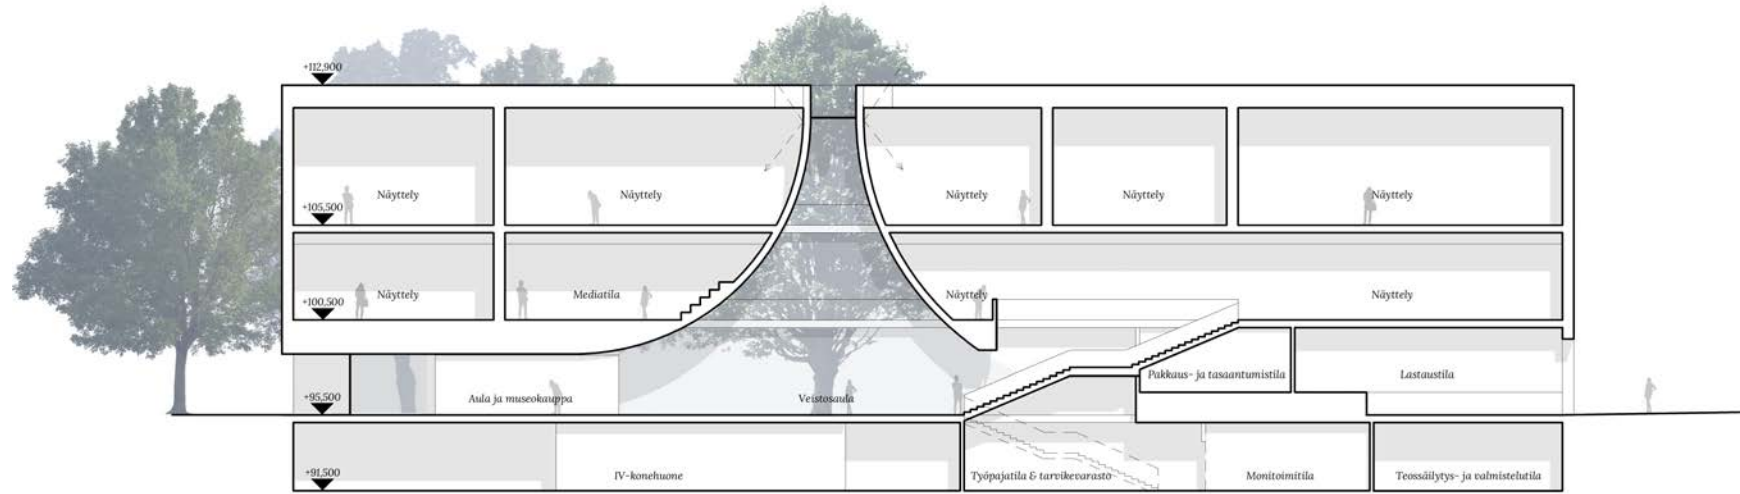 +112,900
Näyttely
Näyttely
Näyttely
Näyttely
Näyttely
+105,500
Näyttely
Mediatila
Näyttely
Näyttely
+100,500
Pakkaus- ja tasaantumistila
Lastaustila
Aula ja museokauppa
Veistosaula
+95,500
+91,500
IV-konehuone
Työpajatila & tarvikevarasto
Monitoimitila
Teossäilytys- ja valmistelutila